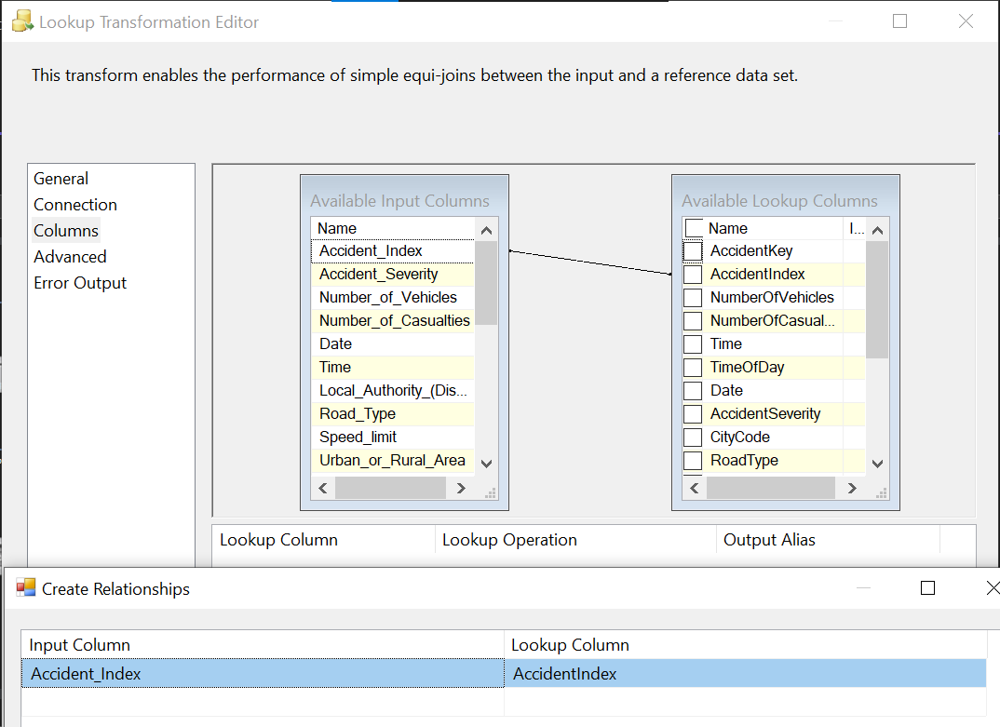 Lookup Transformation Editor
This transform enables the performance of simple equi-joins between the input and a reference data set.
General
Connection
Columns
Advanced
Error Output
Available Input Columns
Name
Accident_Index
Accident_Severity
Number_of_Vehicles
Number_of_Casualties
Date
Time
Local_Authority_(Dis...
Road_Type
Speed_limit
Urban_or_Rural_Area
Available Lookup Columns
Name I...
AccidentKey
AccidentIndex
NumberOfVehicles
NumberOfCasual...
Time
TimeOfDay
Date
AccidentSeverity
CityCode
RoadType
Lookup Column Lookup Operation Output Alias
Create Relationships
Input Column Lookup Column
Accident_Index AccidentIndex